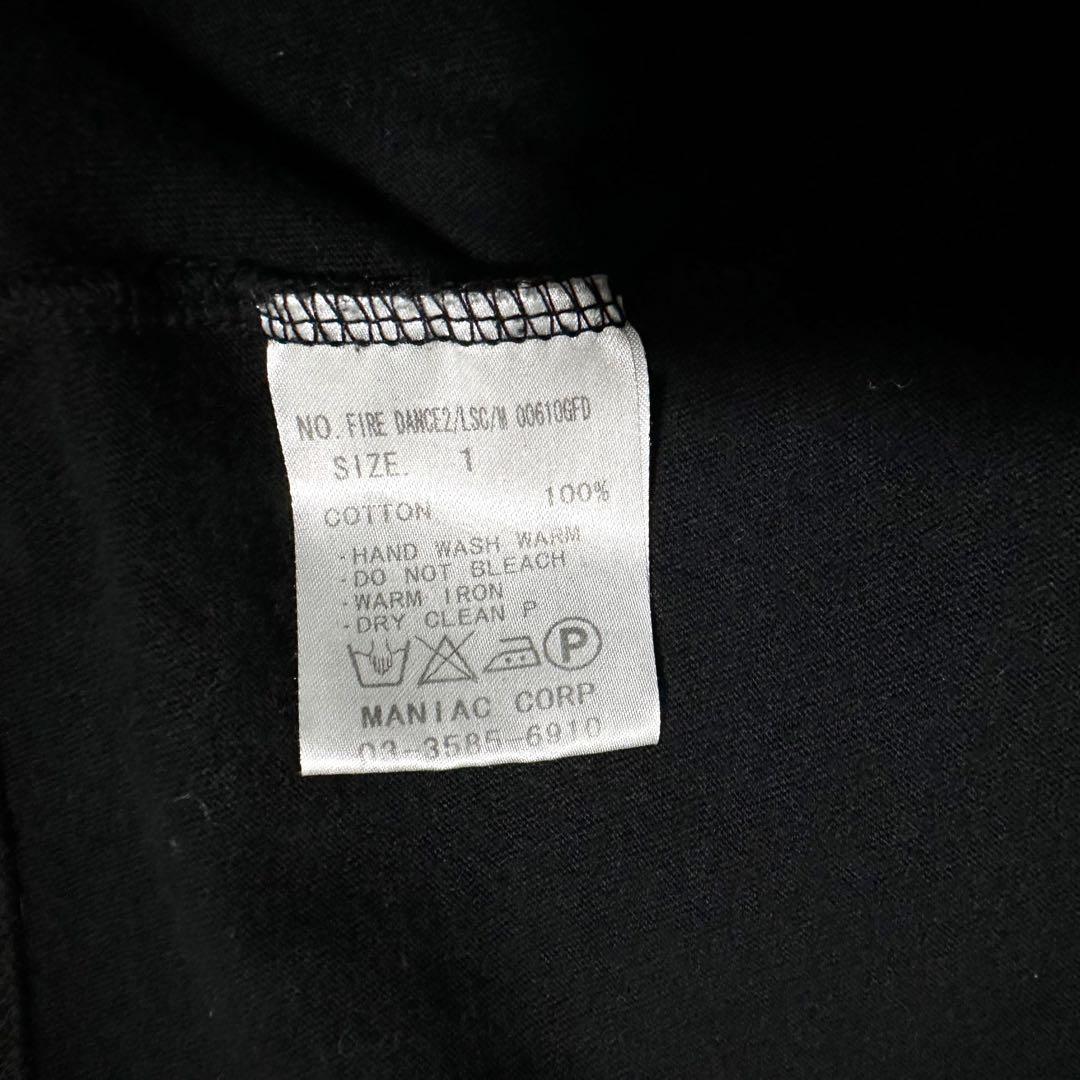 NO. FIRE DANCE2/LSC/M 00610GFD
SIZE. 1
COTTON 100%
·HAND WASH WARM
·DO NOT BLEACH
·WARM IRON
·DRY CLEAN P
P
MANIAC CORP
03-3585-6910